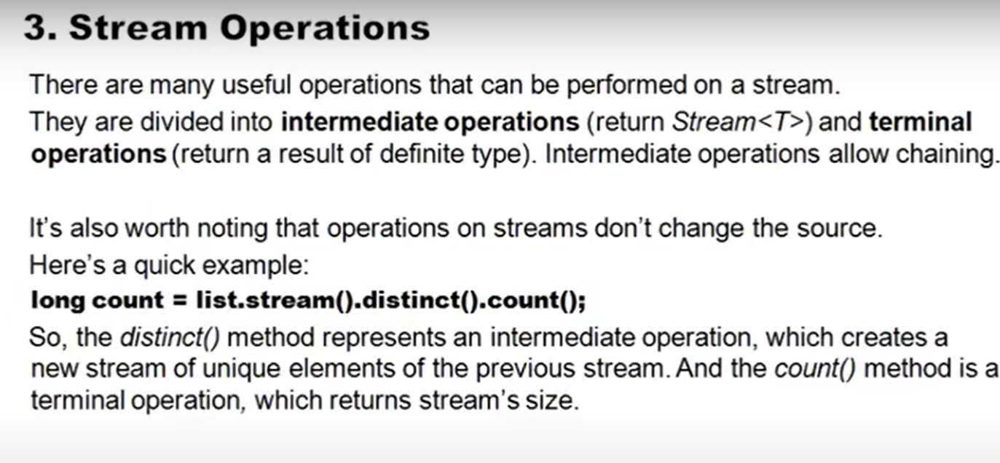 3. Stream Operations
There are many useful operations that can be performed on a stream.
They are divided into intermediate operations (return Stream<T>) and terminal
operations (return a result of definite type). Intermediate operations allow chaining.
It's also worth noting that operations on streams don't change the source.
Here's a quick example:
long count = list.stream().distinct().count();
So, the distinct() method represents an intermediate operation, which creates a
new stream of unique elements of the previous stream. And the count() method is a
terminal operation, which returns stream's size.